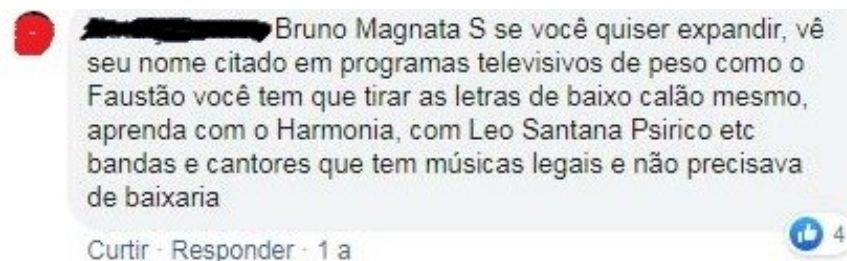 Bruno Magnata S se você quiser expandir, vê
seu nome citado em programas televisivos de peso como o
Faustão você tem que tirar as letras de baixo calão mesmo,
aprenda com o Harmonia, com Leo Santana Psirico etc
bandas e cantores que tem músicas legais e não precisava
de baixaria
4
Curtir · Responder · 1 a